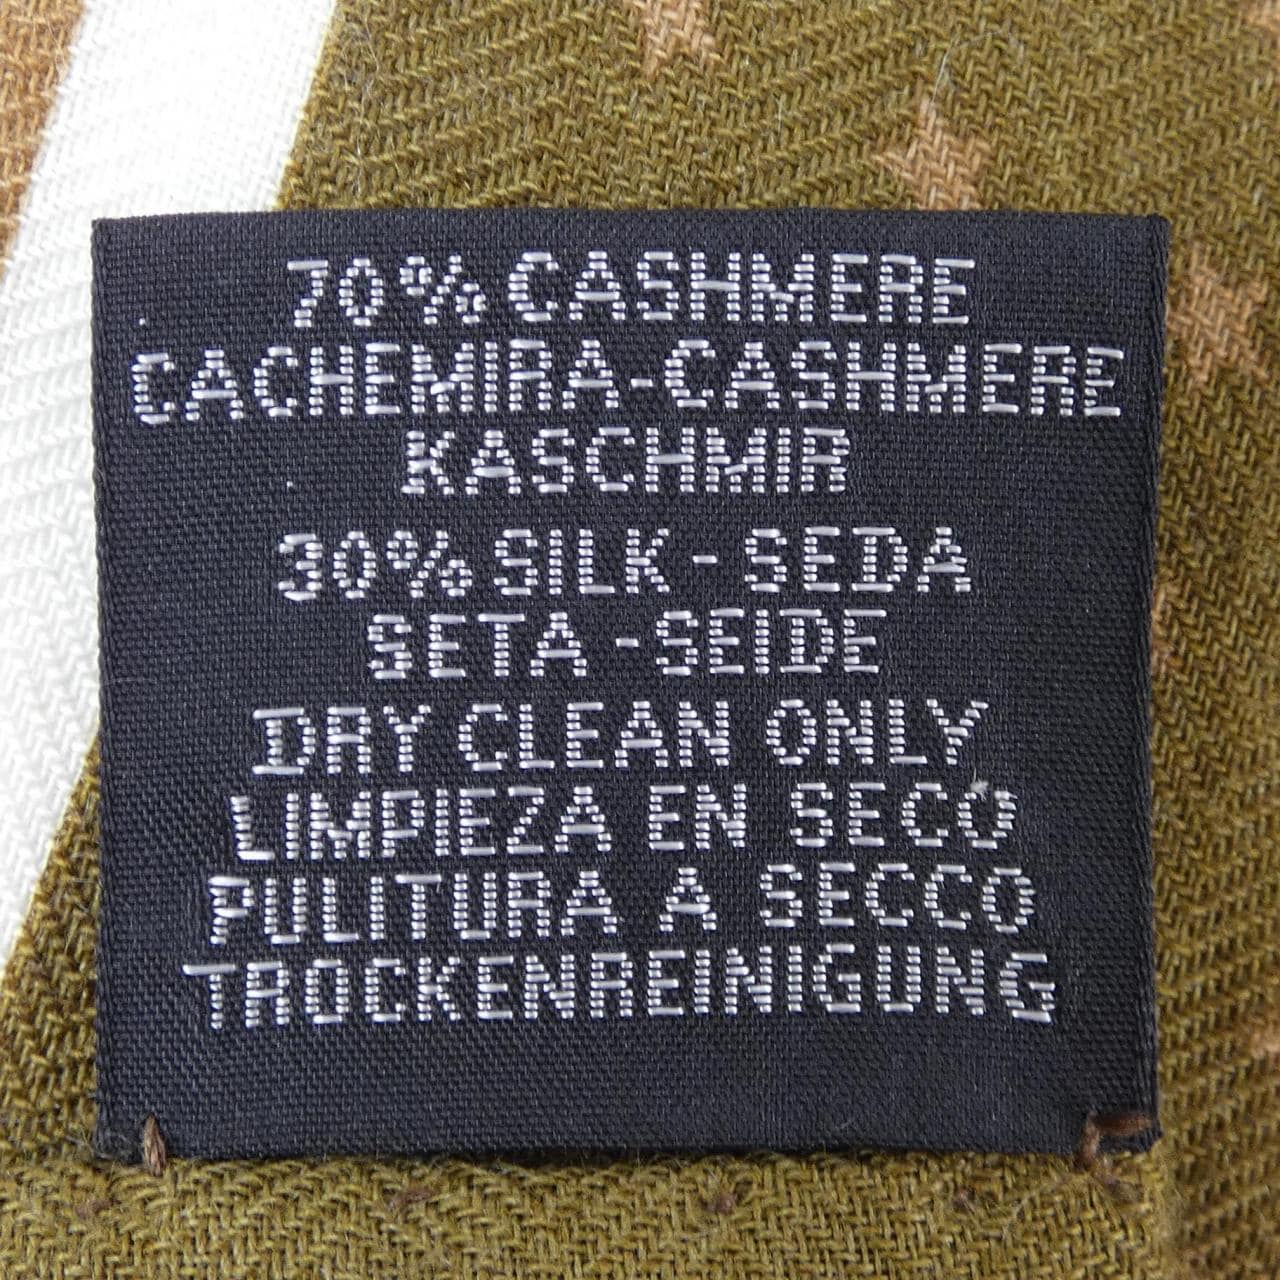 70% CASHMERE
CACHEMIRA-CASHMERE
KASCHMIR
30% SILK - SEDA
SETA - SEIDE
DRY CLEAN ONLY
LIMPIEZA EN SECO
PULITURA A SECCO
TROCKENREINIGUNG